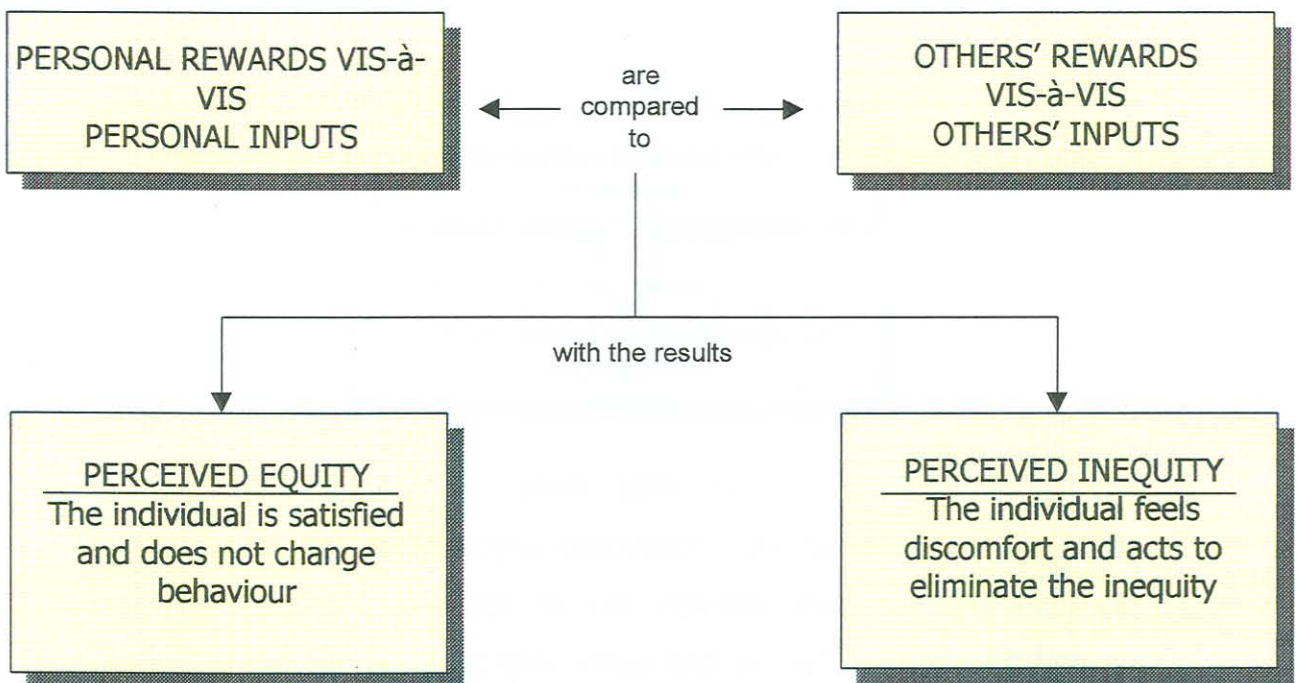 PERSONAL REWARDS VIS-à-
VIS
PERSONAL INPUTS
are
compared
to
OTHERS' REWARDS
VIS-à-VIS
OTHERS' INPUTS
with the results
PERCEIVED EQUITY
The individual is satisfied
and does not change
behaviour
PERCEIVED INEQUITY
The individual feels
discomfort and acts to
eliminate the inequity